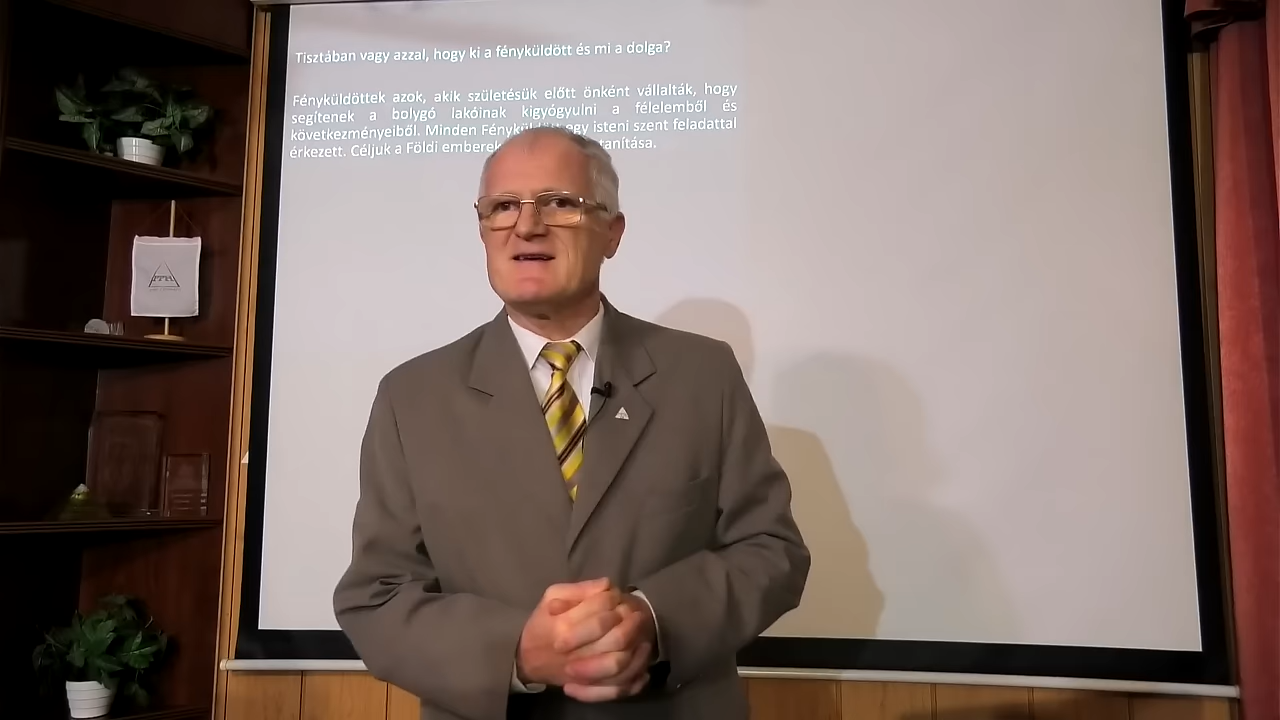 Tisztában vagy azzal, hogy ki a fényküldött és mi a dolga?
Fényküldöttek azok, akik születésük előtt önként vállalták, hogy
segítenek a bolygó lakóinak kigyógyulni a félelemből és
következményeiből. Minden egy isteni szent feladattal
érkezett. Céljuk a Földi emberek tanítása.